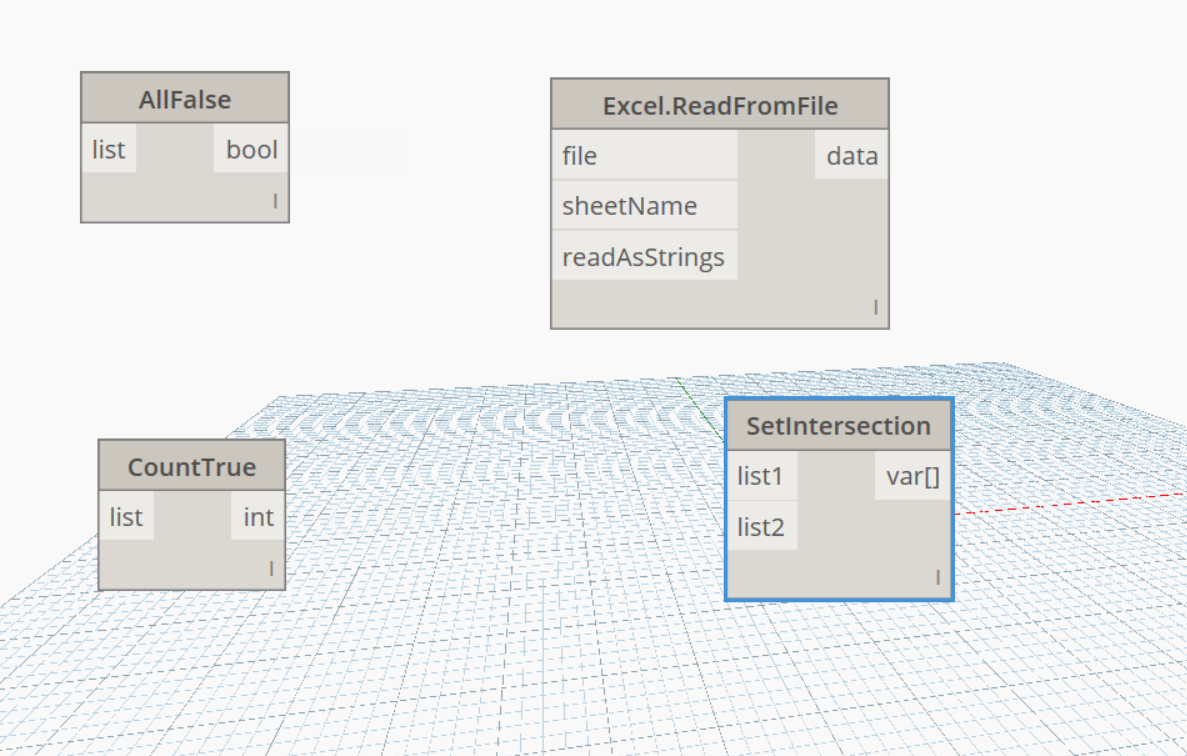 AllFalse
list bool
l
Excel.ReadFromFile
file data
sheetName
readAsStrings
l
CountTrue
list int
l
SetIntersection
list1 var[]
list2
l